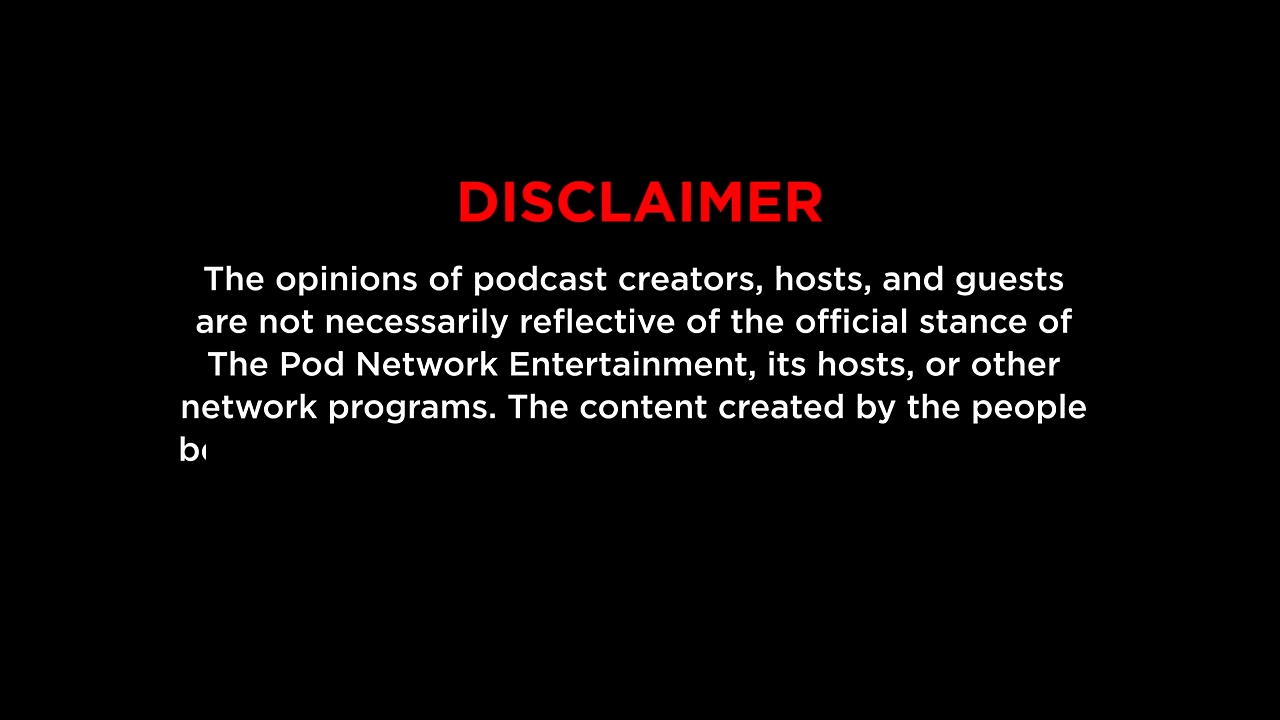 DISCLAIMER
The opinions of podcast creators, hosts, and guests
are not necessarily reflective of the official stance of
The Pod Network Entertainment, its hosts, or other
network programs. The content created by the people